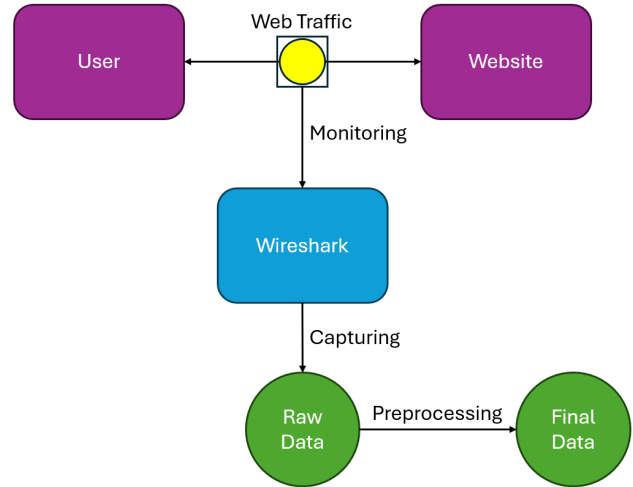 Web Traffic
User
Website
Monitoring
Wireshark
Capturing
Raw
Data
Preprocessing
Final
Data